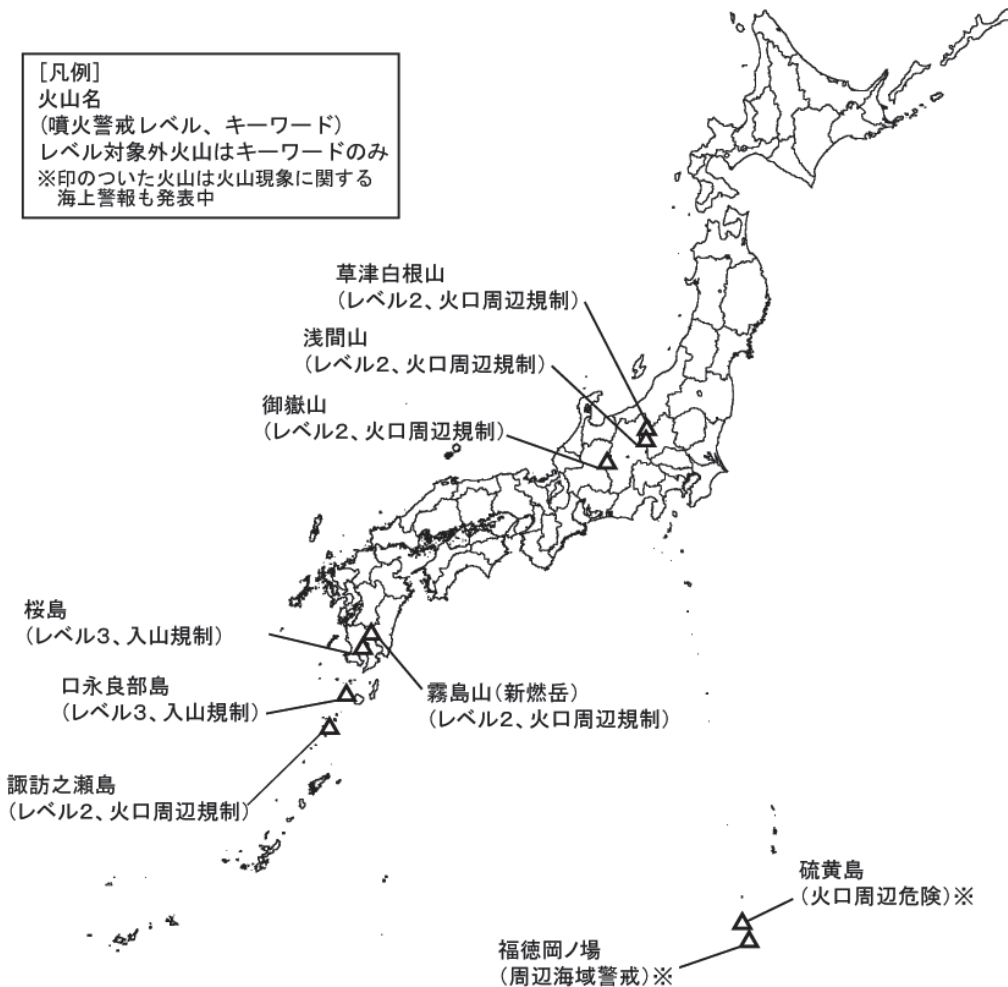 [凡例]
火山名
(噴火警戒レベル、キーワード)
レベル対象外火山はキーワードのみ
※印のついた火山は火山現象に関する
海上警報も発表中
草津白根山
(レベル2、火口周辺規制)
浅間山
(レベル2、火口周辺規制)
御嶽山
(レベル2、火口周辺規制)
桜島
(レベル3、入山規制)
口永良部島
(レベル3、入山規制)
霧島山(新燃岳)
(レベル2、火口周辺規制)
諏訪之瀬島
(レベル2、火口周辺規制)
硫黄島
(火口周辺危険)※
福徳岡ノ場
(周辺海域警戒)※